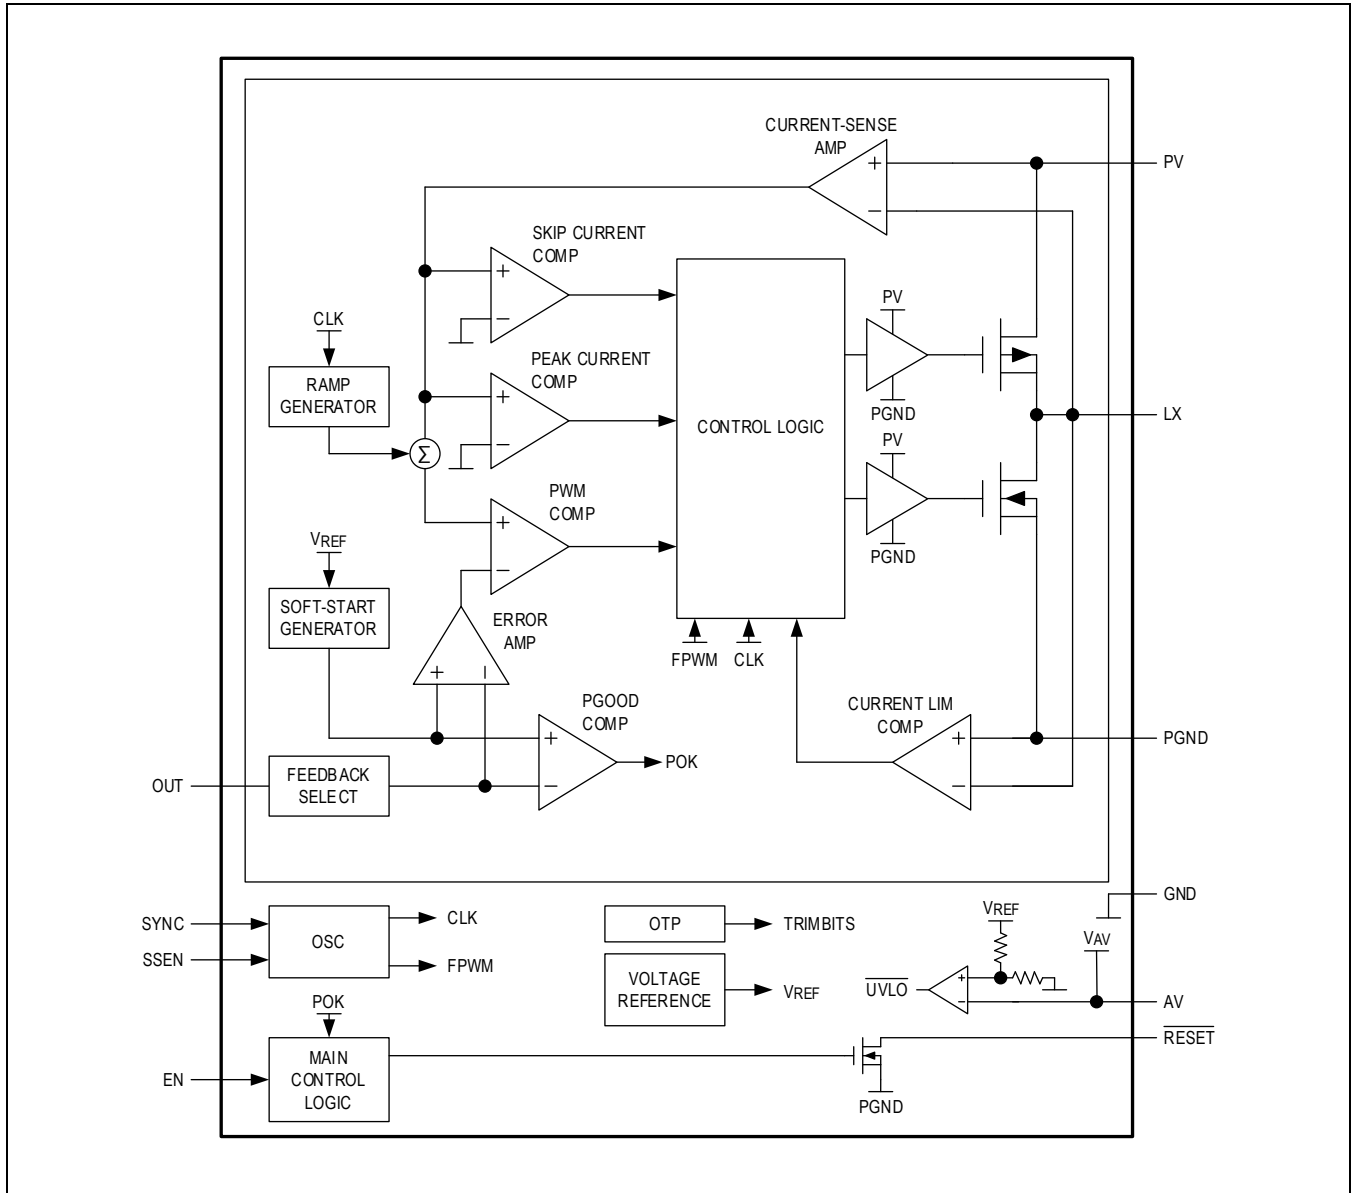 CURRENT-SENSE
AMP
+
−
PV
SKIP CURRENT
COMP
+
−
CLK
RAMP
GENERATOR
PEAK CURRENT
COMP
+
−
Σ
CONTROL LOGIC
PV
PGND
LX
PV
PGND
PWM
COMP
+
−
VREF
SOFT-START
GENERATOR
ERROR
AMP
+
−
FPWM
CLK
PGOOD
COMP
+
−
POK
CURRENT LIM
COMP
+
−
PGND
OUT
FEEDBACK
SELECT
GND
SYNC
SSEN
OSC
CLK
FPWM
OTP
TRIMBITS
VOLTAGE
REFERENCE
VREF
VREF
VAV
UVLO
+
−
AV
RESET
POK
EN
MAIN
CONTROL
LOGIC
PGND